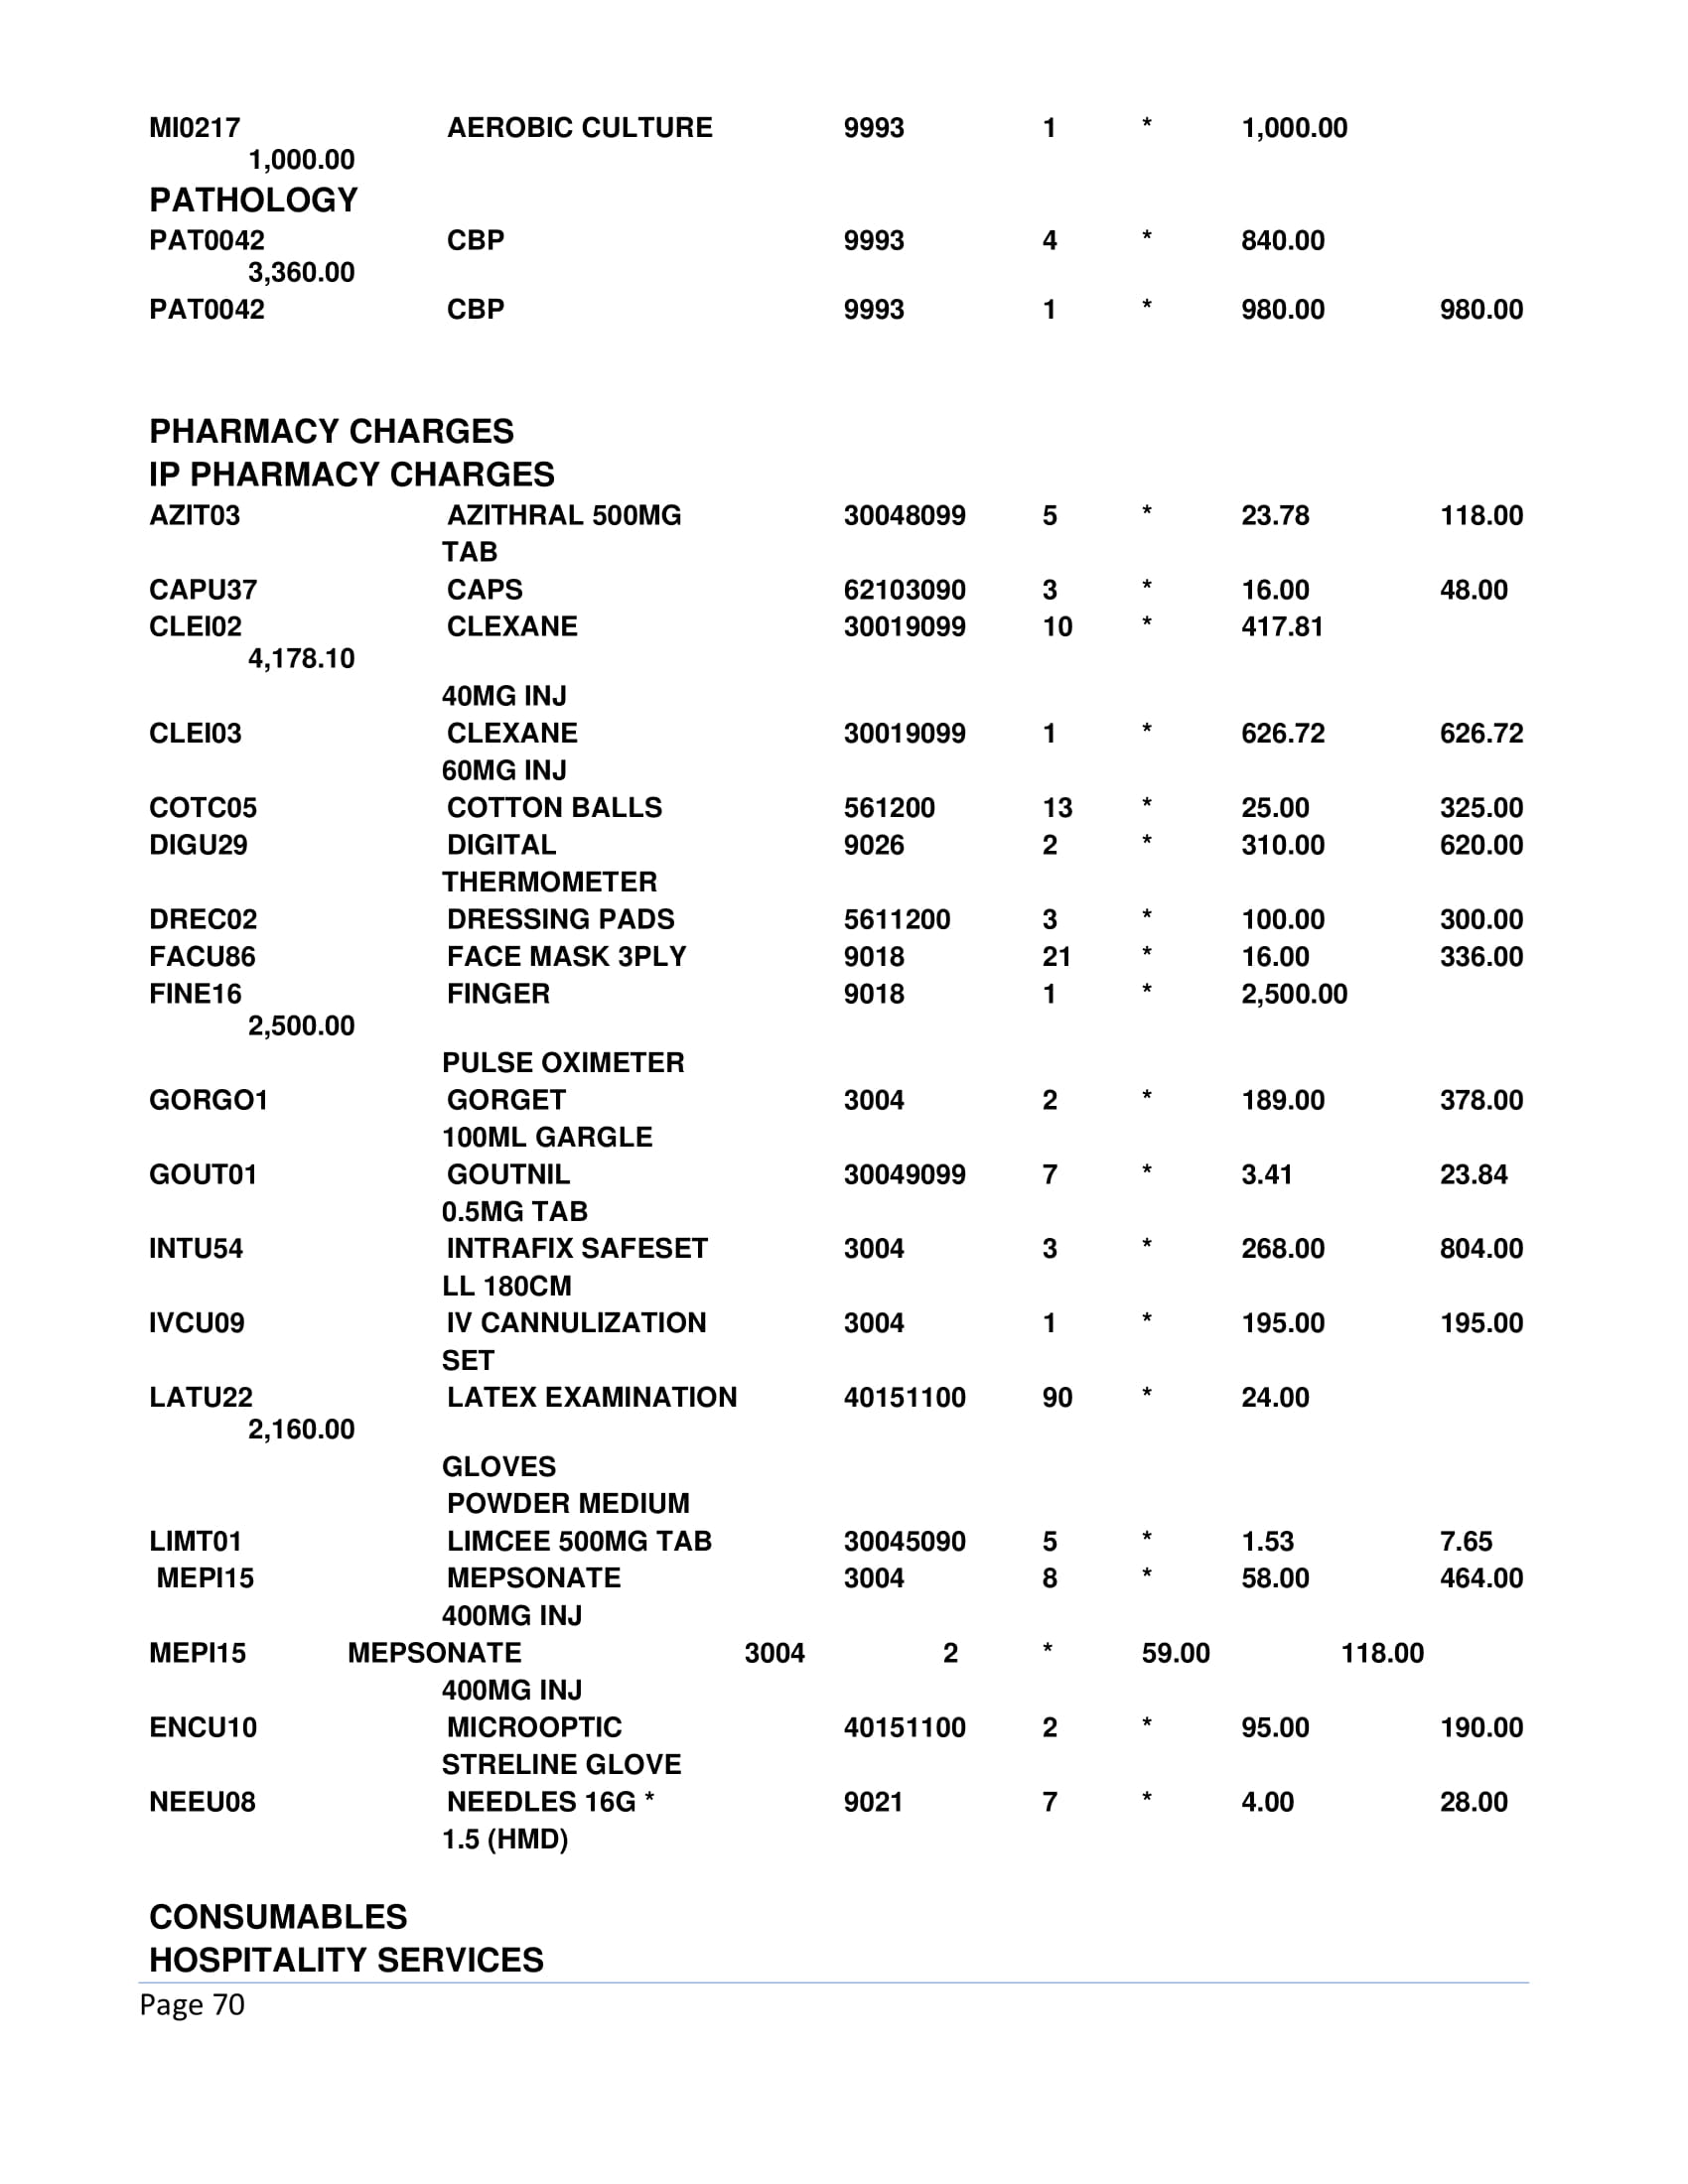 MI0217 AEROBIC CULTURE 9993 1 * 1,000.00
1,000.00
PATHOLOGY
PAT0042 CBP 9993 4 * 840.00
3,360.00
PAT0042 CBP 9993 1 * 980.00 980.00
PHARMACY CHARGES
IP PHARMACY CHARGES
AZIT03 AZITHRAL 500MG 30048099 5 * 23.78 118.00
TAB
CAPU37 CAPS 62103090 3 * 16.00 48.00
CLEI02 CLEXANE 30019099 10 * 417.81
4,178.10
40MG INJ
CLEI03 CLEXANE 30019099 1 * 626.72 626.72
60MG INJ
COTC05 COTTON BALLS 561200 13 * 25.00 325.00
DIGU29 DIGITAL 9026 2 * 310.00 620.00
THERMOMETER
DREC02 DRESSING PADS 5611200 3 * 100.00 300.00
FACU86 FACE MASK 3PLY 9018 21 * 16.00 336.00
FINE16 FINGER 9018 1 * 2,500.00
2,500.00
PULSE OXIMETER
GORGO1 GORGET 3004 2 * 189.00 378.00
100ML GARGLE
GOUT01 GOUTNIL 30049099 7 * 3.41 23.84
0.5MG TAB
INTU54 INTRAFIX SAFESET 3004 3 * 268.00 804.00
LL 180CM
IVCU09 IV CANNULIZATION 3004 1 * 195.00 195.00
SET
LATU22 LATEX EXAMINATION 40151100 90 * 24.00
2,160.00
GLOVES
POWDER MEDIUM
LIMT01 LIMCEE 500MG TAB 30045090 5 * 1.53 7.65
MEPI15 MEPSONATE 3004 8 * 58.00 464.00
400MG INJ
MEPI15 MEPSONATE 3004 2 * 59.00 118.00
400MG INJ
ENCU10 MICROOPTIC 40151100 2 * 95.00 190.00
STRELINE GLOVE
NEEU08 NEEDLES 16G * 9021 7 * 4.00 28.00
1.5 (HMD)
CONSUMABLES
HOSPITALITY SERVICES
Page 70